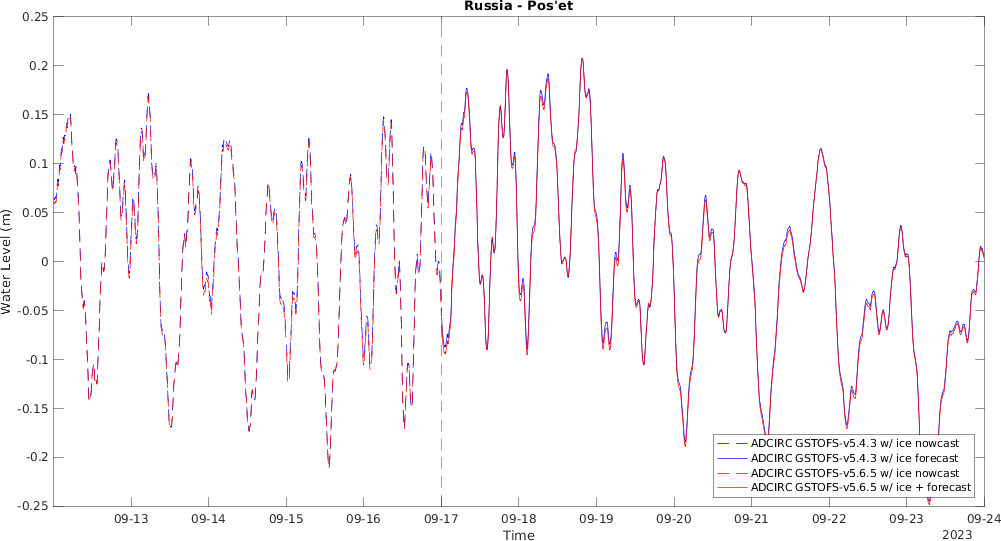 Russia - Pos'et
Water Level (m)
0.25
0.2
0.15
0.1
0.05
0
-0.05
-0.1
-0.15
-0.2
-0.25
ADCIRC GSTOFS-v5.4.3 w/ ice nowcast
ADCIRC GSTOFS-v5.4.3 w/ ice forecast
ADCIRC GSTOFS-v5.6.5 w/ ice nowcast
ADCIRC GSTOFS-v5.6.5 w/ ice + forecast
09-13 09-14 09-15 09-16 09-17 09-18 09-19 09-20 09-21 09-22 09-23 09-24
Time
2023